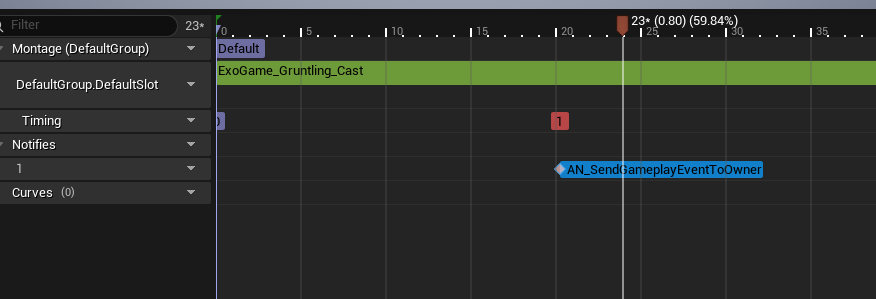 Filter 23*
0 5 10 15 20 25 30 35
23* (0.80) (59.84%)
Montage (DefaultGroup)
Default
DefaultGroup.DefaultSlot
ExoGame_Gruntling_Cast
Timing
1
Notifies
1
AN_SendGameplayEventToOwner
Curves (0)